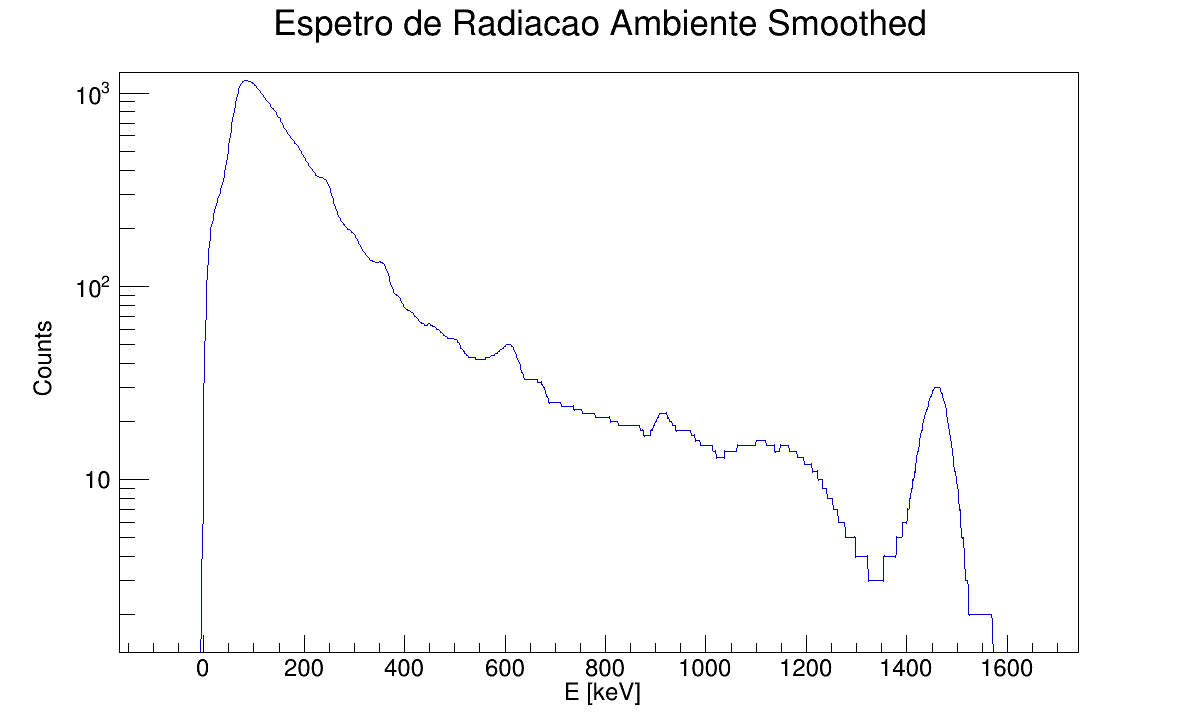 Espetro de Radiacao Ambiente Smoothed
10³
10²
10
Counts
0 200 400 600 800 1000 1200 1400 1600
E [keV]